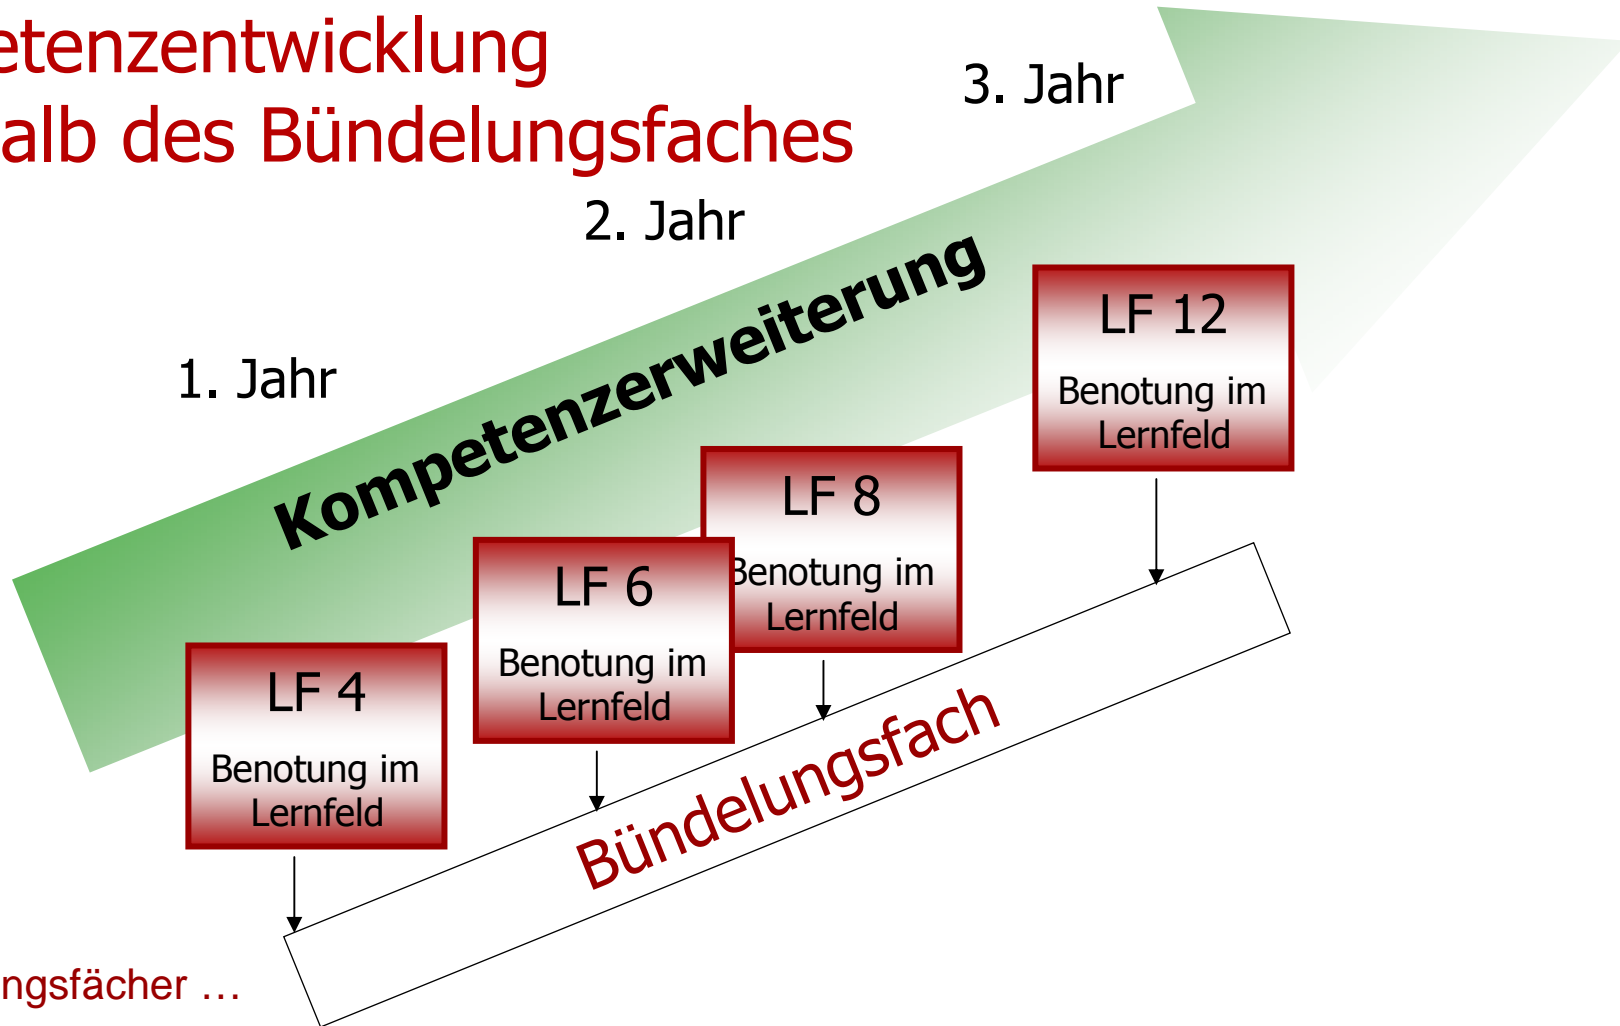 etenzentwicklung
alb des Bündelungsfaches
3. Jahr
2. Jahr
1. Jahr
Kompetenzerweiterung
LF 12
Benotung im
Lernfeld
LF 8
Benotung im
Lernfeld
LF 6
Benotung im
Lernfeld
LF 4
Benotung im
Lernfeld
Bündelungsfach
ngsfächer …